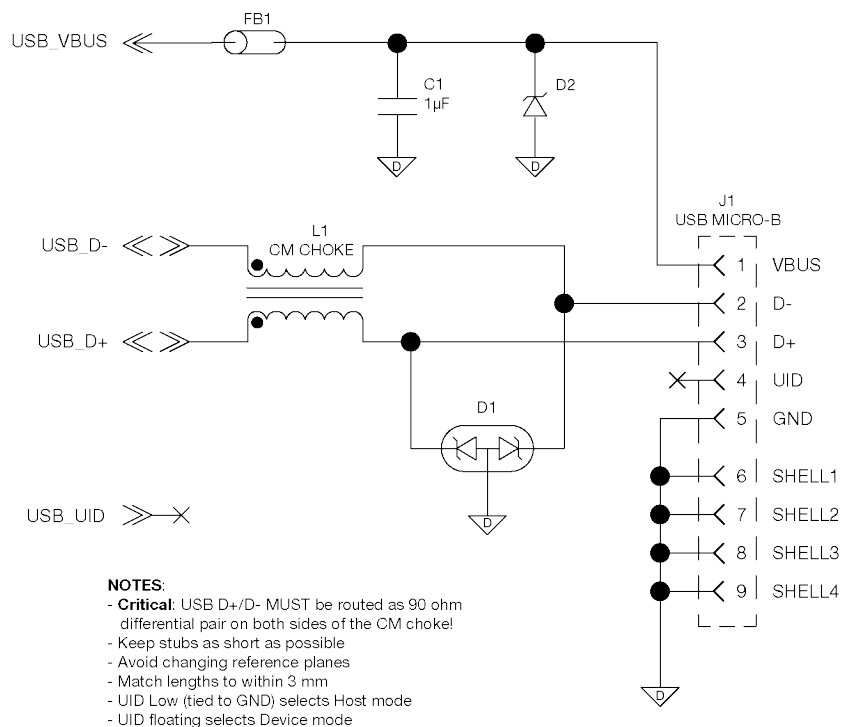 FB1
USB_VBUS
C1
1µF
D2
D
D
J1
USB MICRO-B
L1
CM CHOKE
USB_D-
1 VBUS
2 D-
USB_D+
3 D+
4 UID
D1
5 GND
6 SHELL1
USB_UID
7 SHELL2
D
8 SHELL3
9 SHELL4
NOTES:
- Critical: USB D+/D- MUST be routed as 90 ohm
differential pair on both sides of the CM choke!
- Keep stubs as short as possible
- Avoid changing reference planes
- Match lengths to within 3 mm
- UID Low (tied to GND) selects Host mode
- UID floating selects Device mode
D